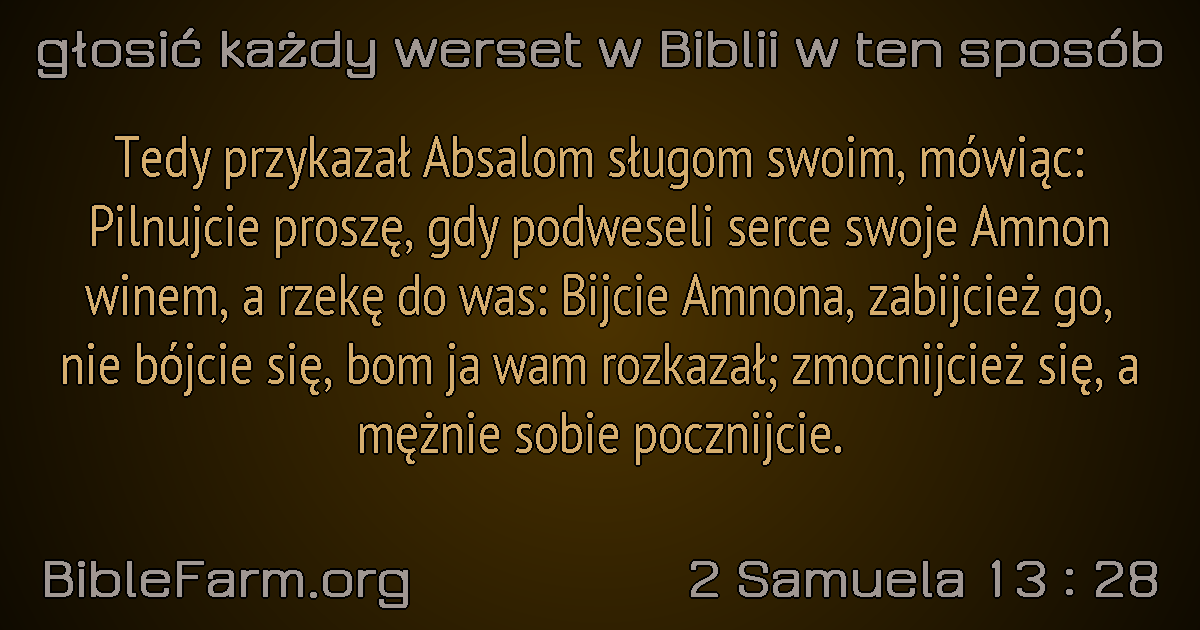 głosić każdy werset w Biblii w ten sposób
Tedy przykazał Absalom sługom swoim, mówiąc:
Pilnujcie proszę, gdy podweseli serce swoje Amnon
winem, a rzekę do was: Bijcie Amnona, zabijcież go,
nie bójcie się, bom ja wam rozkazał; zmocnijcież się, a
mężnie sobie pocznijcie.
BibleFarm.org
2 Samuela 13 : 28